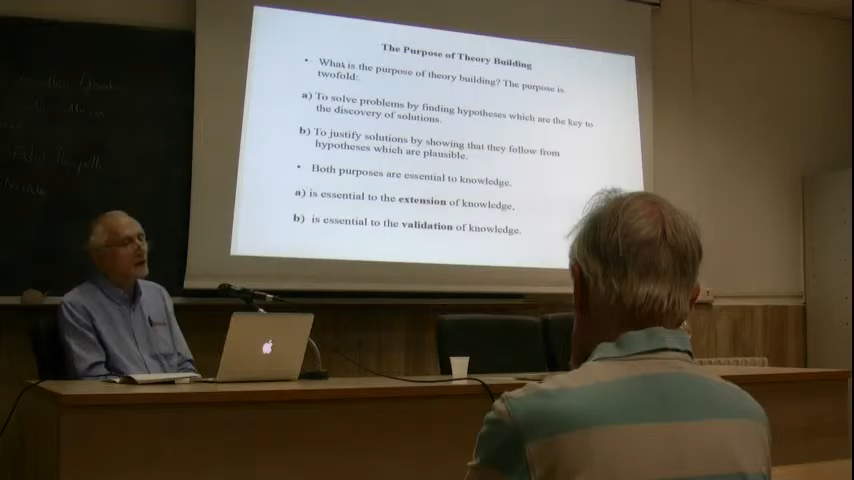 The Purpose of Theory Building
• What is the purpose of theory building? The purpose is
twofold:
a) To solve problems by finding hypotheses which are the key to
the discovery of solutions.
b) To justify solutions by showing that they follow from
hypotheses which are plausible.
• Both purposes are essential to knowledge.
a) is essential to the extension of knowledge.
b) is essential to the validation of knowledge.